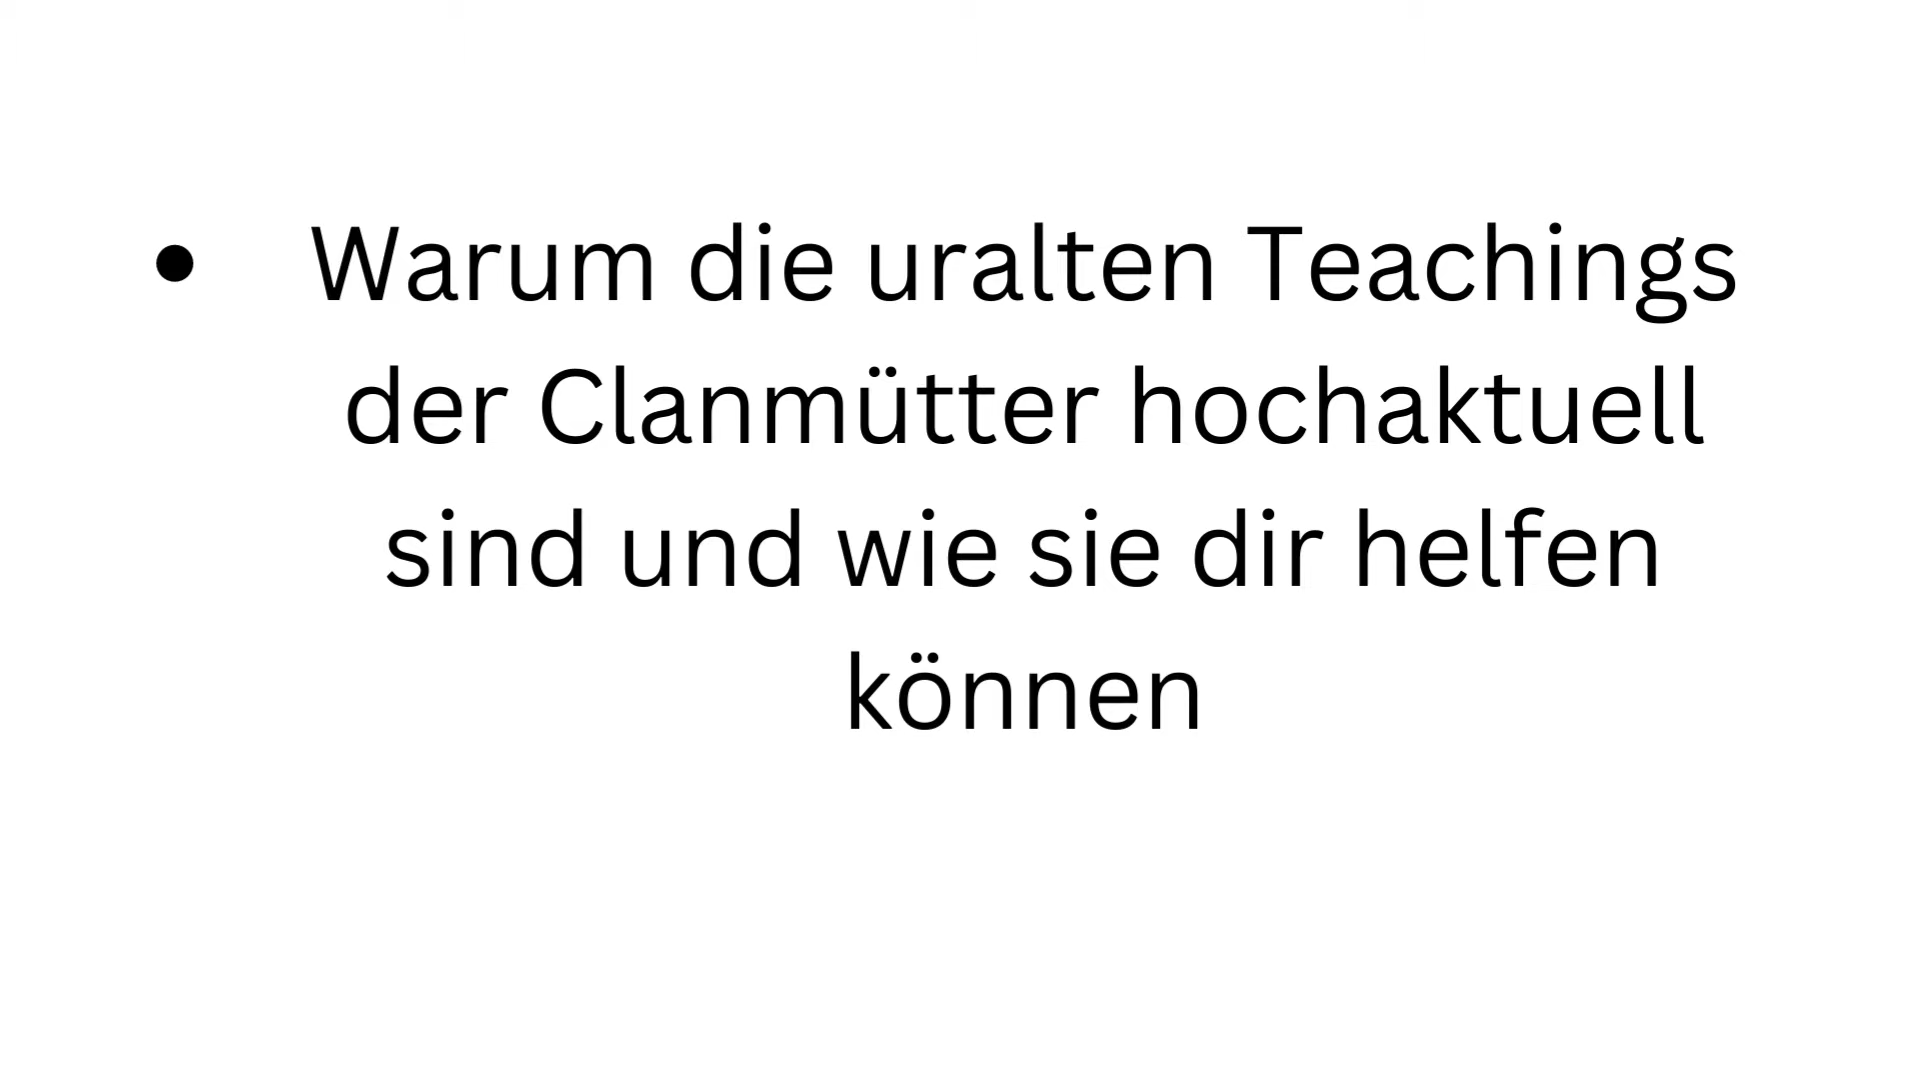 • Warum die uralten Teachings
der Clanmütter hochaktuell
sind und wie sie dir helfen
können